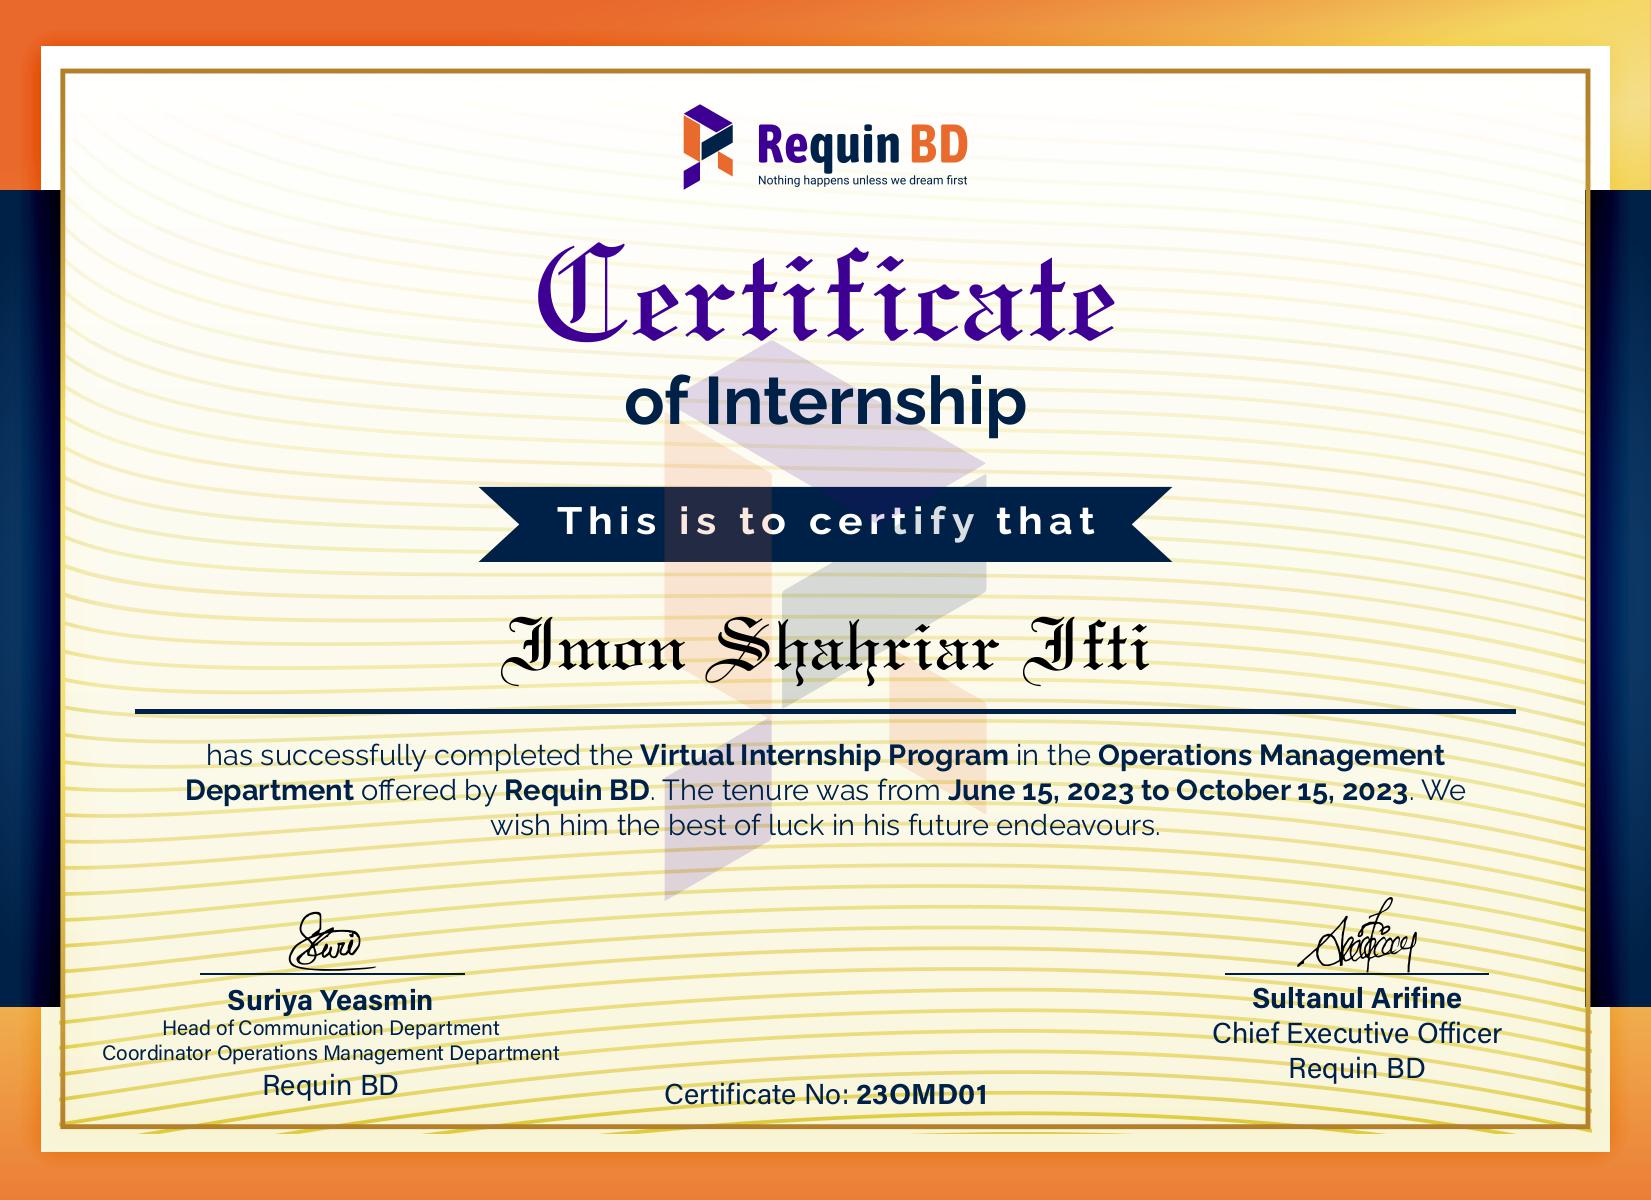 Requin BD
Nothing happens unless we dream first
Certificate
of Internship
This is to certify that
Imon Shahriar Ifti
has successfully completed the Virtual Internship Program in the Operations Management
Department offered by Requin BD. The tenure was from June 15, 2023 to October 15, 2023. We
wish him the best of luck in his future endeavours.
Suri
Suriya Yeasmin
Head of Communication Department
Coordinator Operations Management Department
Requin BD
Sultanul Arifine
Chief Executive Officer
Requin BD
Certificate No: 23OMD01